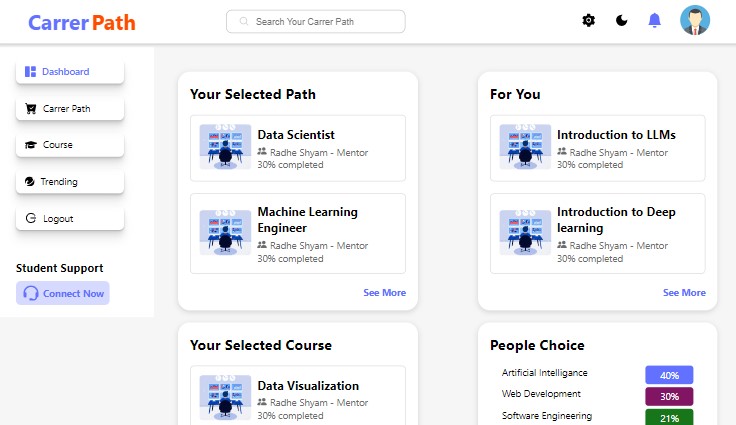 Carrer Path
Search Your Carrer Path
Dashboard
Carrer Path
Course
Trending
Logout
Student Support
Connect Now
Your Selected Path
Data Scientist
Radhe Shyam - Mentor
30% completed
Machine Learning
Engineer
Radhe Shyam - Mentor
30% completed
See More
For You
Introduction to LLMs
Radhe Shyam - Mentor
30% completed
Introduction to Deep
learning
Radhe Shyam - Mentor
30% completed
See More
Your Selected Course
Data Visualization
Radhe Shyam - Mentor
30% completed
People Choice
Artificial Intelligance 40%
Web Development 30%
Software Engineering 21%